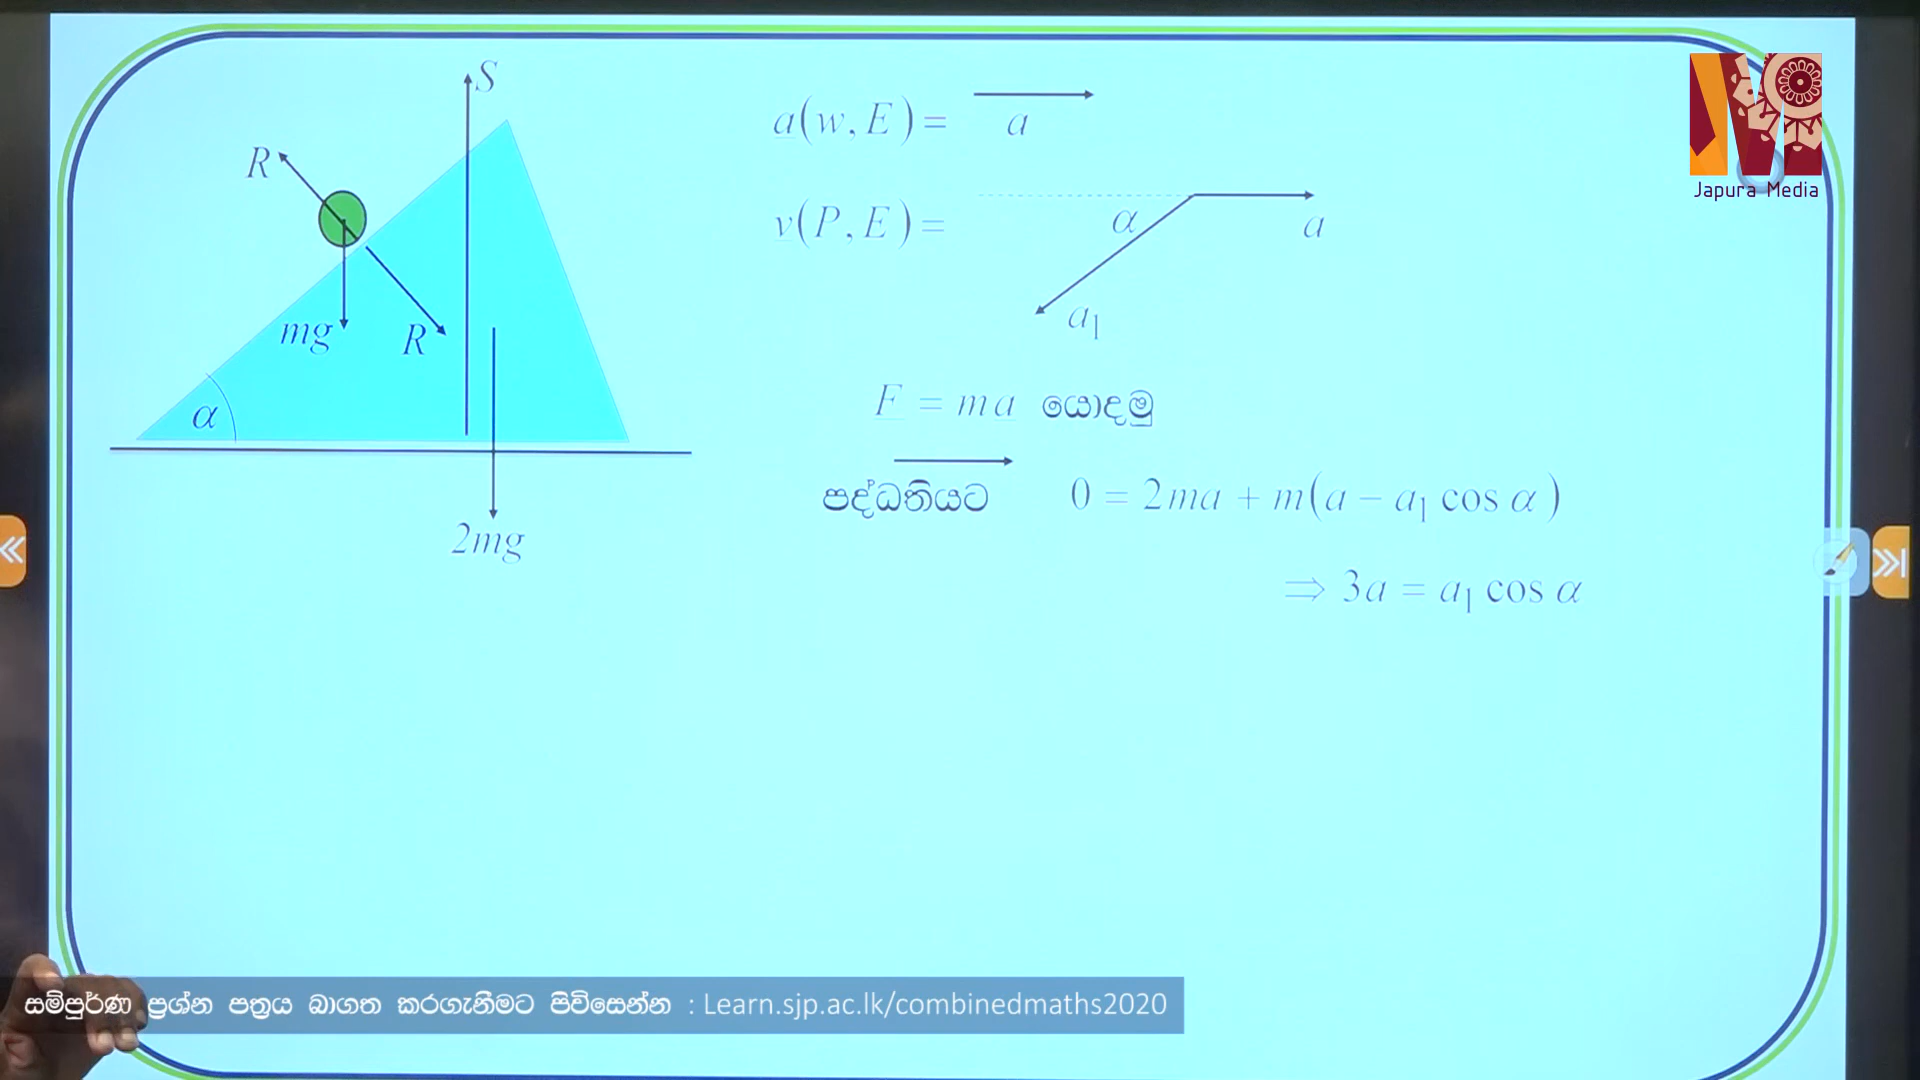 S
R
mg
R
α
2mg
a(w, E) = a
v(P, E) =
α
a
a₁
F = ma යොදමු
පද්ධතියට 0 = 2ma + m(a − a₁ cos α)
⇒ 3a = a₁ cos α
Japura Media
සම්පූර්ණ ප්‍රශ්න පත්‍රය බාගත කරගැනීමට පිවිසෙන්න : Learn.sjp.ac.lk/combinedmaths2020